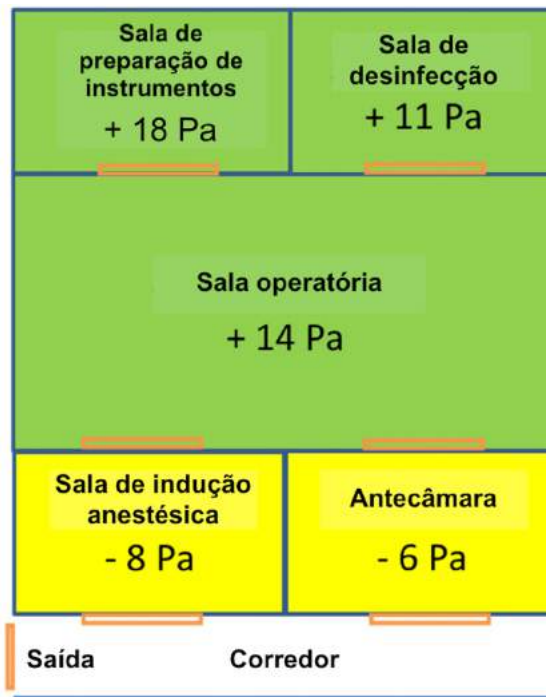 Sala de
preparação de
instrumentos
+ 18 Pa
Sala de
desinfecção
+ 11 Pa
Sala operatória
+ 14 Pa
Sala de indução
anestésica
- 8 Pa
Antecâmara
- 6 Pa
Saída
Corredor